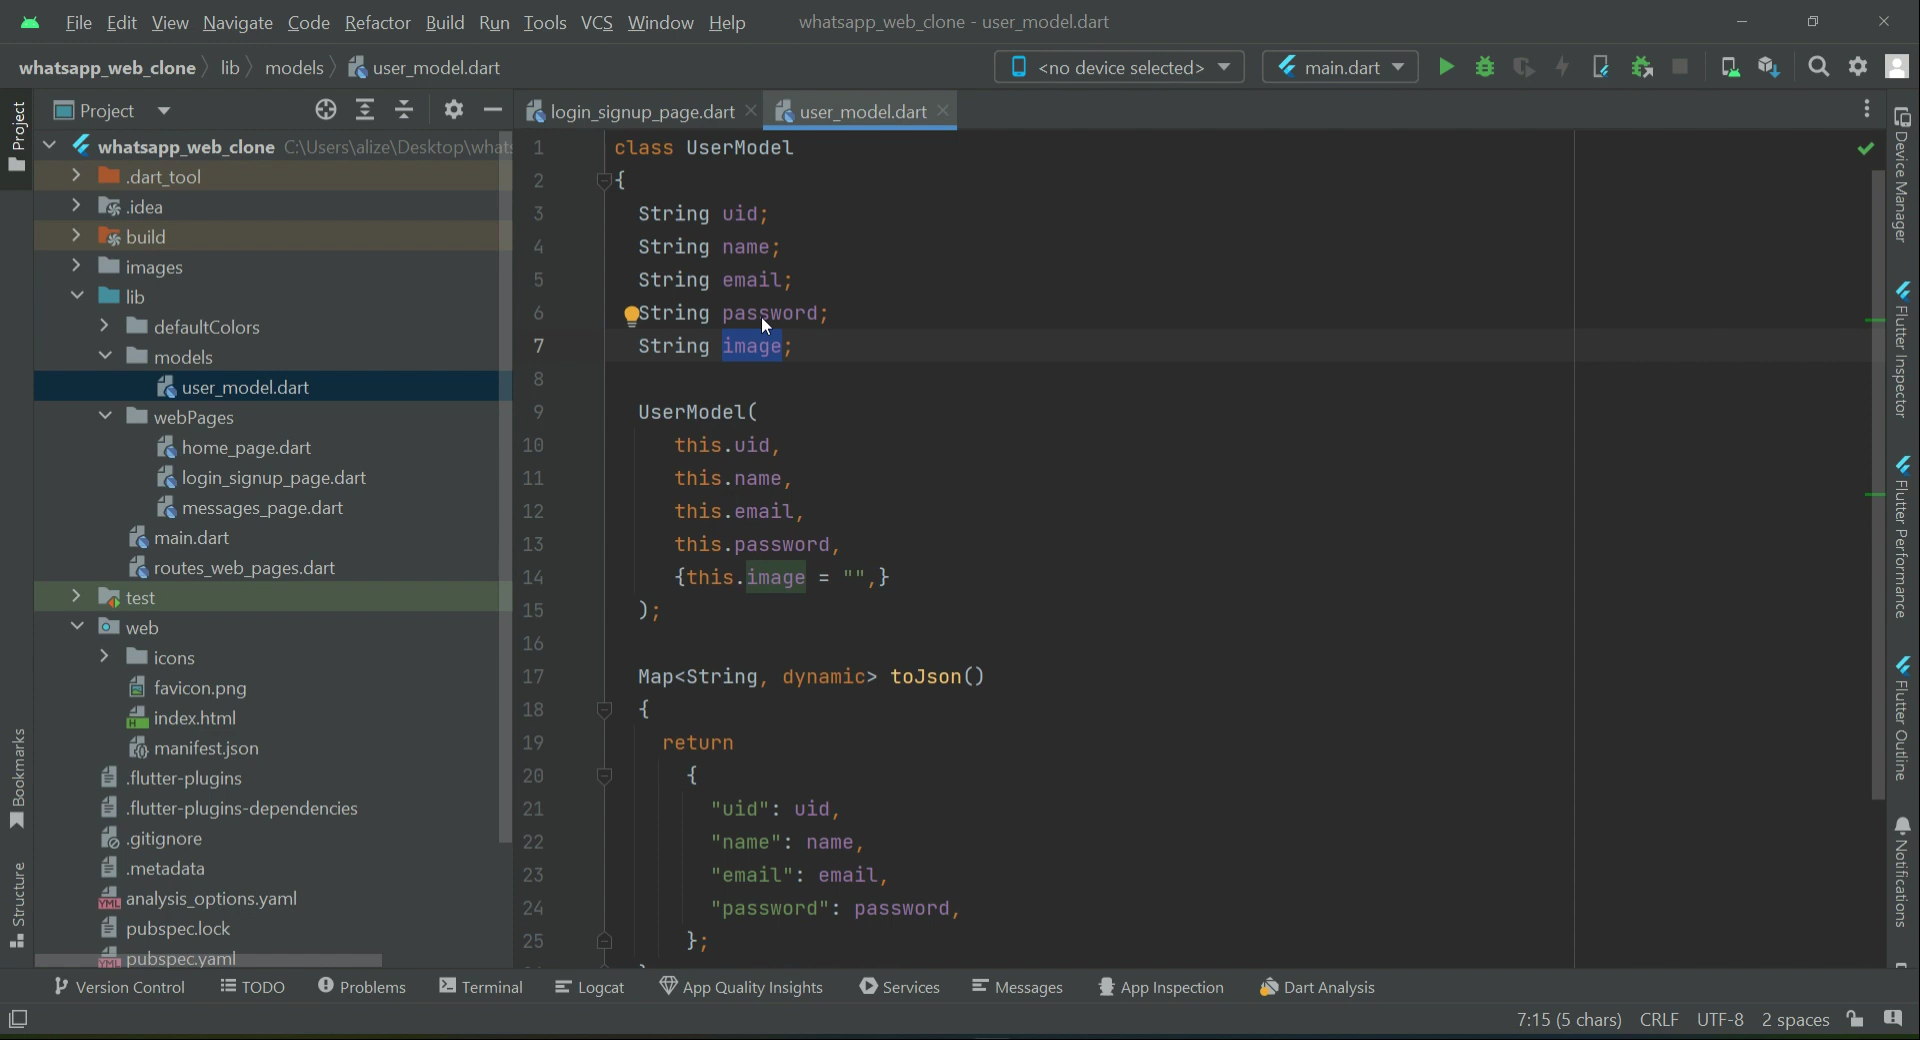 File Edit View Navigate Code Refactor Build Run Tools VCS Window Help whatsapp_web_clone - user_model.dart
whatsapp_web_clone lib models user_model.dart <no device selected> main.dart
Project
login_signup_page.dart user_model.dart
whatsapp_web_clone C:\Users\alize\Desktop\whats
.dart_tool
.idea
build
images
lib
defaultColors
models
user_model.dart
webPages
home_page.dart
login_signup_page.dart
messages_page.dart
main.dart
routes_web_pages.dart
test
web
icons
favicon.png
index.html
manifest.json
.flutter-plugins
.flutter-plugins-dependencies
.gitignore
.metadata
analysis_options.yaml
pubspec.lock
pubspec.yaml
1 class UserModel
2 {
3 String uid;
4 String name;
5 String email;
6 String password;
7 String image;
8
9 UserModel(
10 this.uid,
11 this.name,
12 this.email,
13 this.password,
14 {this.image = "",}
15 );
16
17 Map<String, dynamic> toJson()
18 {
19 return
20 {
21 "uid": uid,
22 "name": name,
23 "email": email,
24 "password": password,
25 };
Project
Bookmarks
Structure
Device Manager
Flutter Inspector
Flutter Performance
Flutter Outline
Notifications
Version Control TODO Problems Terminal Logcat App Quality Insights Services Messages App Inspection Dart Analysis
7:15 (5 chars) CRLF UTF-8 2 spaces